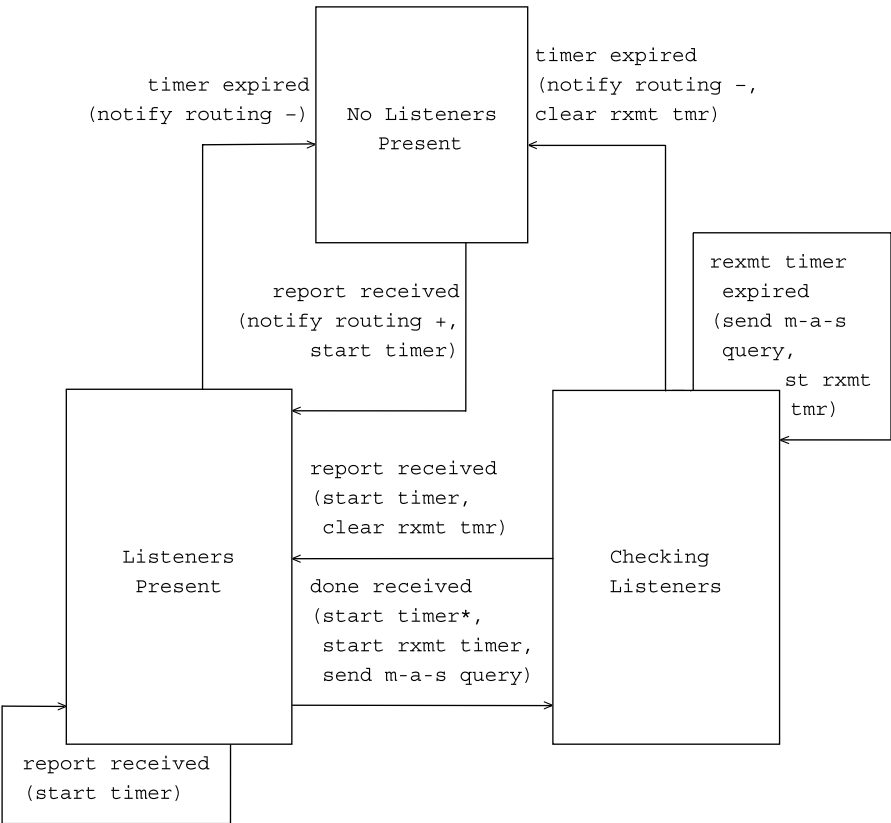 timer expired
(notify routing -)
No Listeners
Present
timer expired
(notify routing -,
clear rxmt tmr)
report received
(notify routing +,
start timer)
rexmt timer
expired
(send m-a-s
query,
st rxmt
tmr)
report received
(start timer,
clear rxmt tmr)
Listeners
Present
Checking
Listeners
done received
(start timer*,
start rxmt timer,
send m-a-s query)
report received
(start timer)